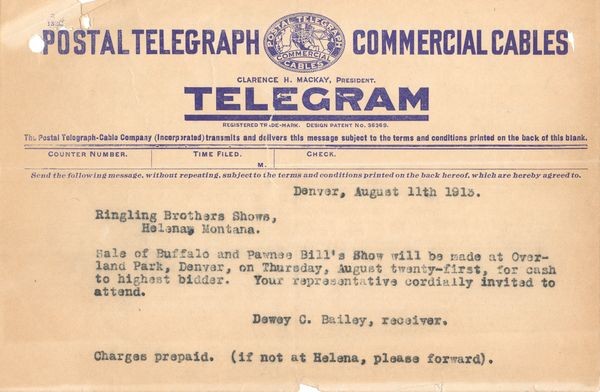 2
132
POSTAL TELEGRAPH COMMERCIAL CABLES
POSTAL TELEGRAPH
COMMERCIAL
CABLES
CLARENCE H. MACKAY, PRESIDENT.
TELEGRAM
REGISTERED TRADE-MARK. DESIGN PATENT No. 36369.
The Postal Telegraph-Cable Company (Incorporated) transmits and delivers this message subject to the terms and conditions printed on the back of this blank.
COUNTER NUMBER. TIME FILED. CHECK.
M.
Send the following message, without repeating, subject to the terms and conditions printed on the back hereof, which are hereby agreed to.
Denver, August 11th 1913.
Ringling Brothers Shows,
Helena, Montana.
Sale of Buffalo and Pawnee Bill's Show will be made at Over-
land Park, Denver, on Thursday, August twenty-first, for cash
to highest bidder. Your representative cordially invited to
attend.
Dewey C. Bailey, receiver.
Charges prepaid. (if not at Helena, please forward).